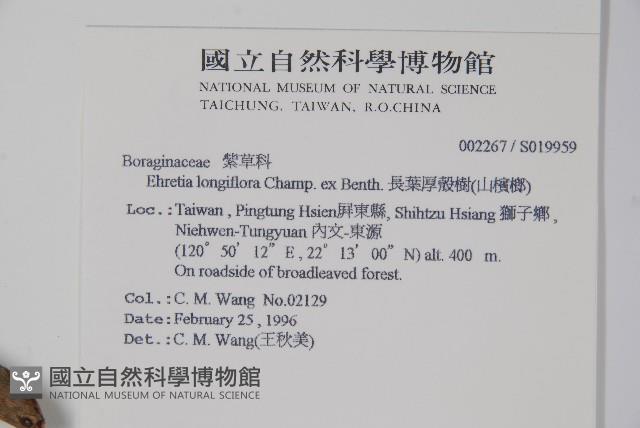 國立自然科學博物館
NATIONAL MUSEUM OF NATURAL SCIENCE
TAICHUNG, TAIWAN, R.O.CHINA
002267 / S019959
Boraginaceae 紫草科
Ehretia longiflora Champ. ex Benth. 長葉厚殼樹(山檳榔)
Loc.: Taiwan , Pingtung Hsien屏東縣, Shihtzu Hsiang 獅子鄉 ,
Niehwen-Tungyuan 內文-東源
(120° 50' 12" E , 22° 13' 00" N) alt. 400 m.
On roadside of broadleaved forest.
Col.: C. M. Wang No.02129
Date: February 25 , 1996
Det.: C. M. Wang(王秋美)
國立自然科學博物館
NATIONAL MUSEUM OF NATURAL SCIENCE